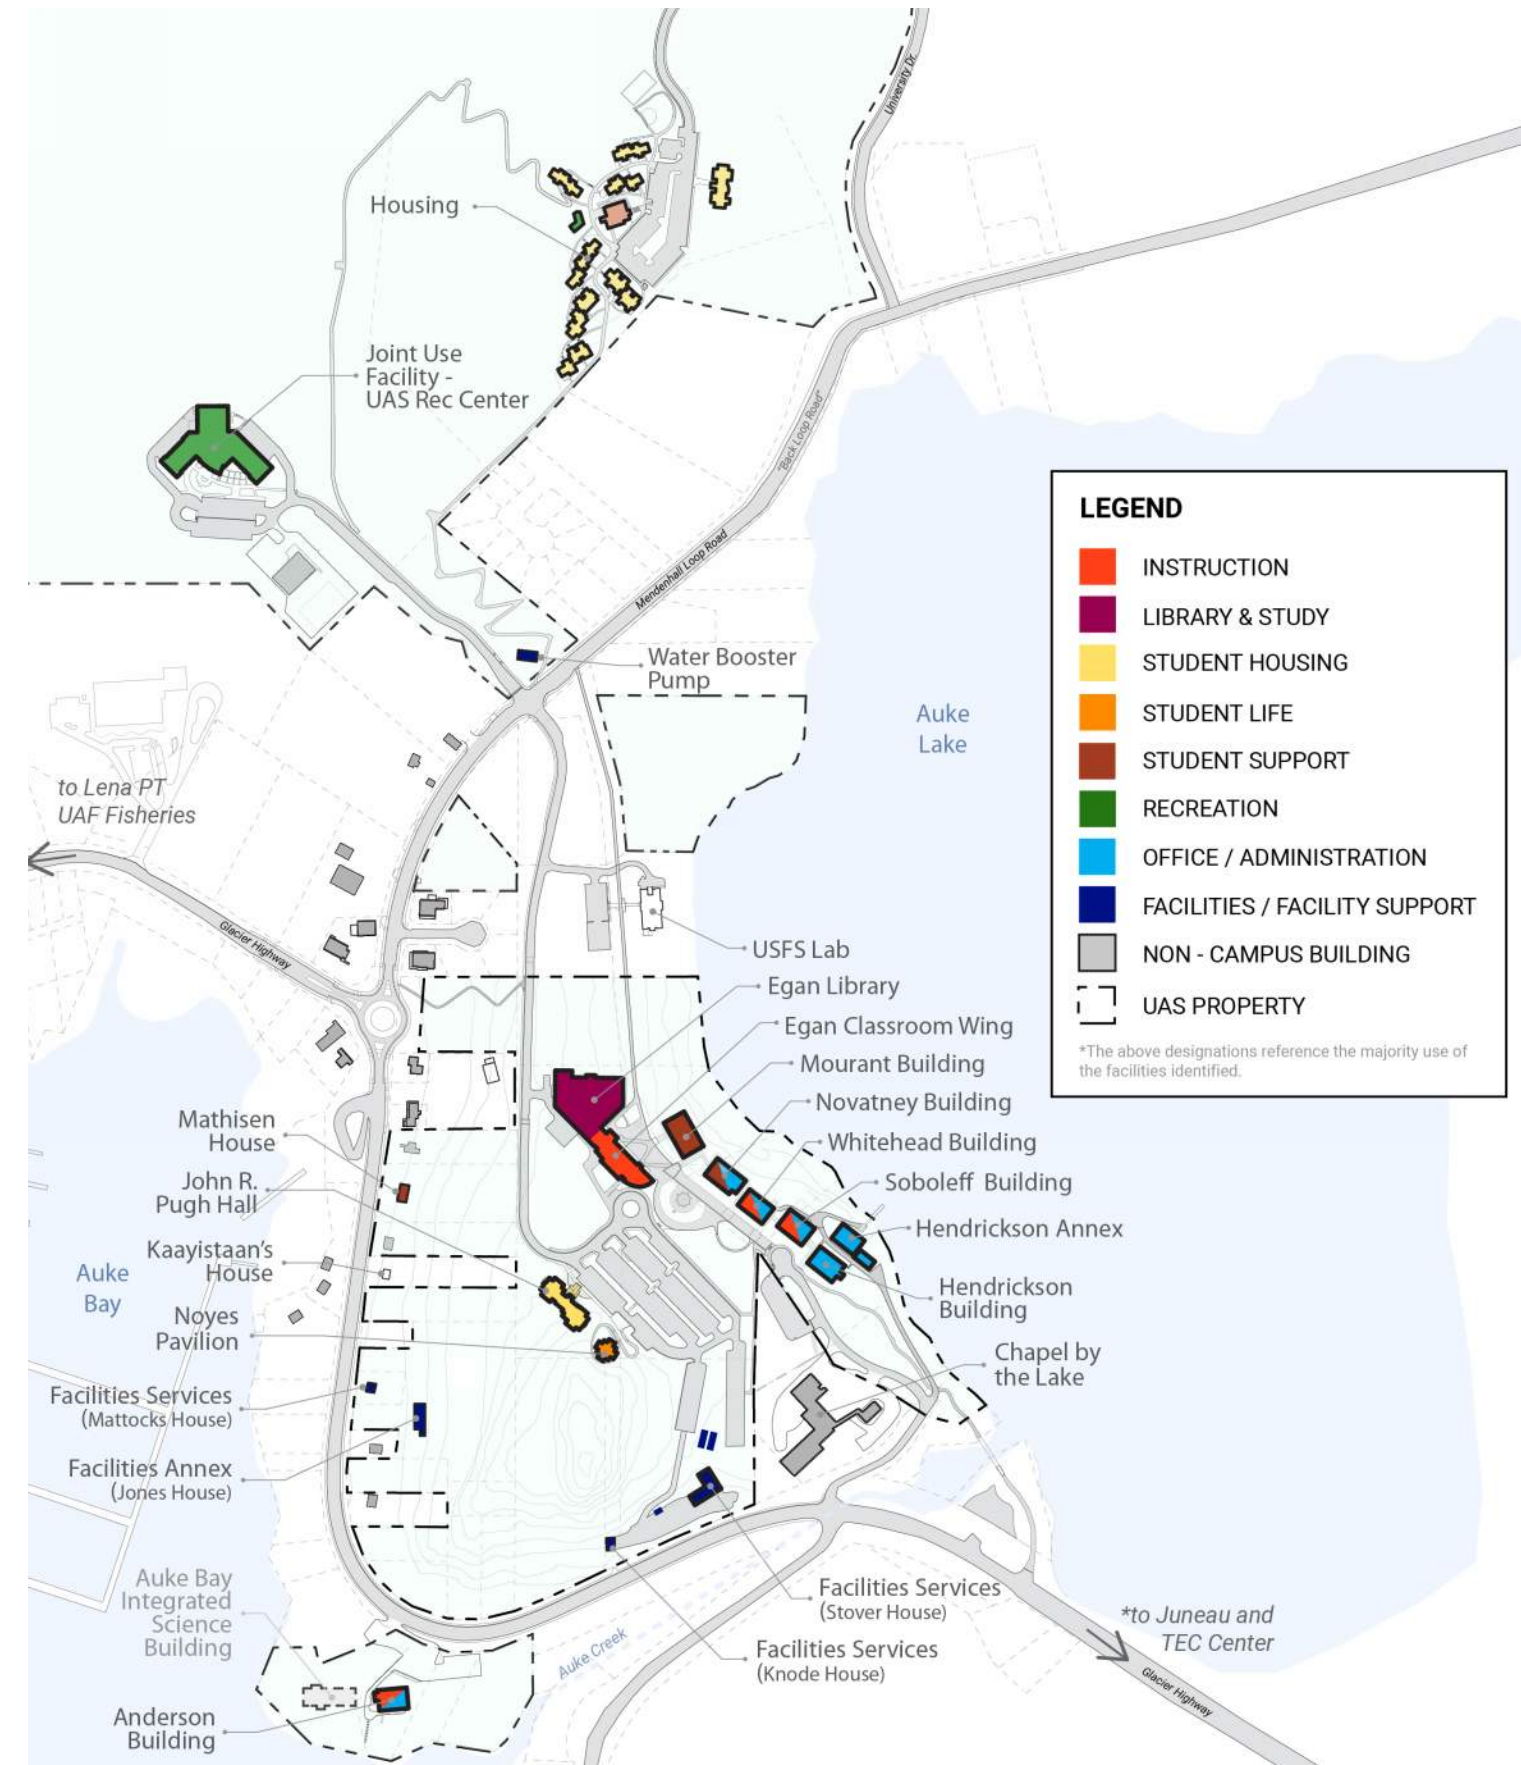 University Dr.
Housing
Joint Use
Facility -
UAS Rec Center
"Back Loop Road"
Mendenhall Loop Road
Water Booster
Pump
Auke
Lake
to Lena PT
UAF Fisheries
Glacier Highway
USFS Lab
Egan Library
Egan Classroom Wing
Mourant Building
Novatney Building
Whitehead Building
Soboleff Building
Hendrickson Annex
Hendrickson
Building
Chapel by
the Lake
Mathisen
House
John R.
Pugh Hall
Kaayistaan's
House
Auke
Bay
Noyes
Pavilion
Facilities Services
(Mattocks House)
Facilities Annex
(Jones House)
Auke Bay
Integrated
Science
Building
Anderson
Building
Auke Creek
Facilities Services
(Stover House)
Facilities Services
(Knode House)
*to Juneau and
TEC Center
Glacier Highway
LEGEND
INSTRUCTION
LIBRARY & STUDY
STUDENT HOUSING
STUDENT LIFE
STUDENT SUPPORT
RECREATION
OFFICE / ADMINISTRATION
FACILITIES / FACILITY SUPPORT
NON - CAMPUS BUILDING
UAS PROPERTY
*The above designations reference the majority use of
the facilities identified.